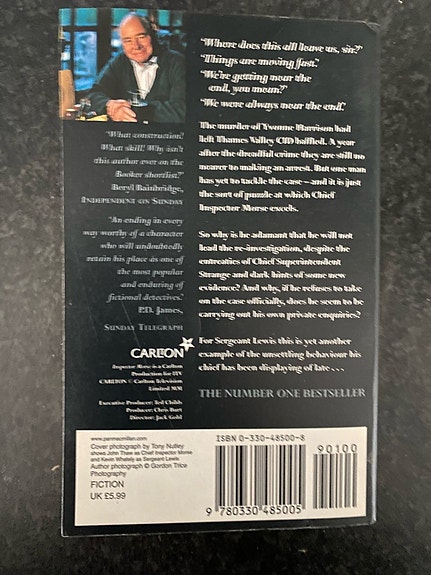 “Where does this all leave us, sir?”
“Things are moving fast.”
“We're getting near the
end, you mean?”
“We were always near the end.”
The murder of Yvonne Harrison had
left Thames Valley CID baffled. A year
after the dreadful crime they are still no
nearer to making an arrest. But one man
has yet to tackle the case – and it is just
the sort of puzzle at which Chief
Inspector Morse excels.
So why is he adamant that he will not
lead the re-investigation, despite the
entreaties of Chief Superintendent
Strange and dark hints of some new
evidence? And why, if he refuses to take
on the case officially, does he seem to be
carrying out his own private enquiries?
For Sergeant Lewis this is yet another
example of the unsettling behaviour his
chief has been displaying of late . . .
THE NUMBER ONE BESTSELLER
“What construction!
What skill! Why isn't
this author ever on the
Booker shortlist?”
Beryl Bainbridge,
INDEPENDENT ON SUNDAY
“An ending in every
way worthy of a character
who will undoubtedly
retain his place as one of
the most popular
and enduring of
fictional detectives.”
P.D. James,
SUNDAY TELEGRAPH
CARLTON
Inspector Morse is a Carlton
Production for ITV
CARLTON © Carlton Television
Limited MM
Executive Producer: Ted Childs
Producer: Chris Burt
Director: Jack Gold
www.panmacmillan.com
Cover photograph by Tony Nutley
shows John Thaw as Chief Inspector Morse
and Kevin Whately as Sergeant Lewis
Author photograph © Gordon Trice
Photography
FICTION
UK £5.99
ISBN 0-330-48500-8
90100
9 780330 485005